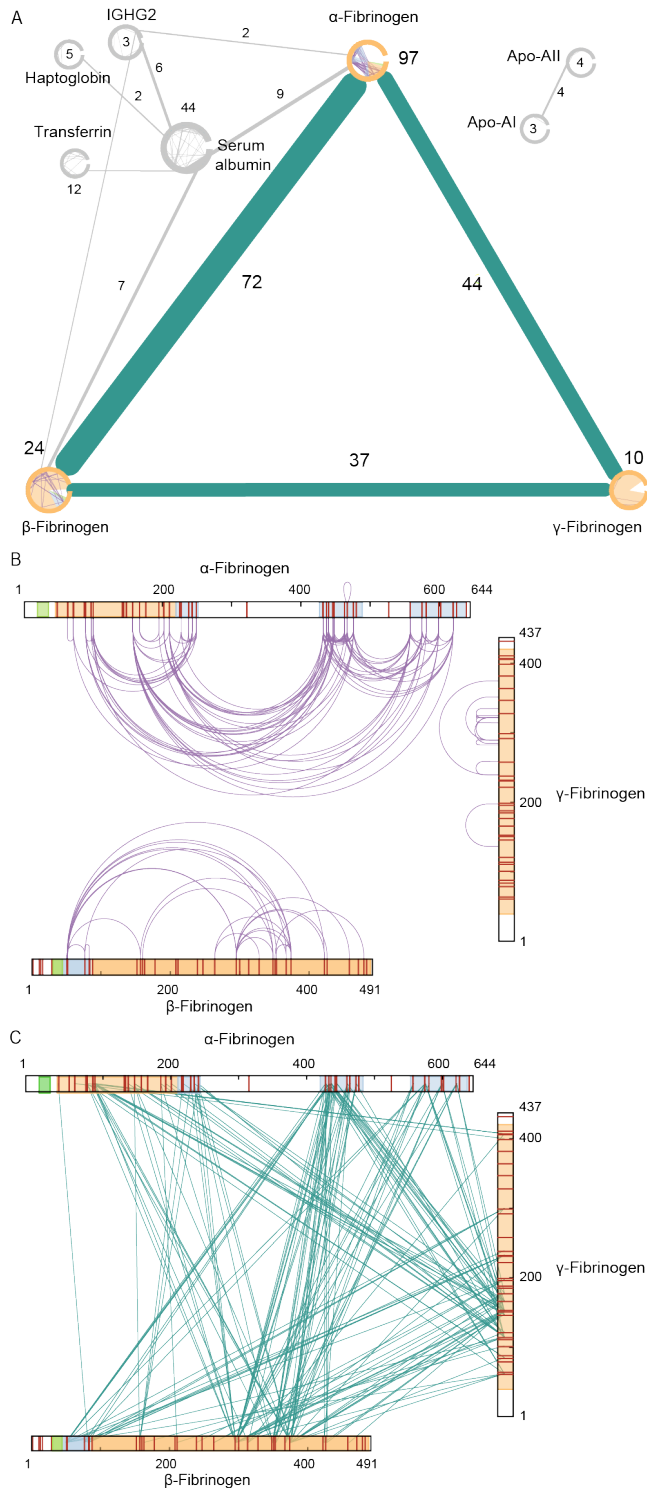 A
IGHG2
α-Fibrinogen
3
2
97
5
Haptoglobin
6
2
9
44
Apo-AII
4
4
Apo-AI
3
Transferrin
12
Serum
albumin
7
72
44
24
37
10
β-Fibrinogen
γ-Fibrinogen
B
α-Fibrinogen
1
200
400
600
644
437
400
γ-Fibrinogen
200
1
1
200
400
491
β-Fibrinogen
C
α-Fibrinogen
1
200
400
600
644
437
400
γ-Fibrinogen
200
1
1
200
400
491
β-Fibrinogen